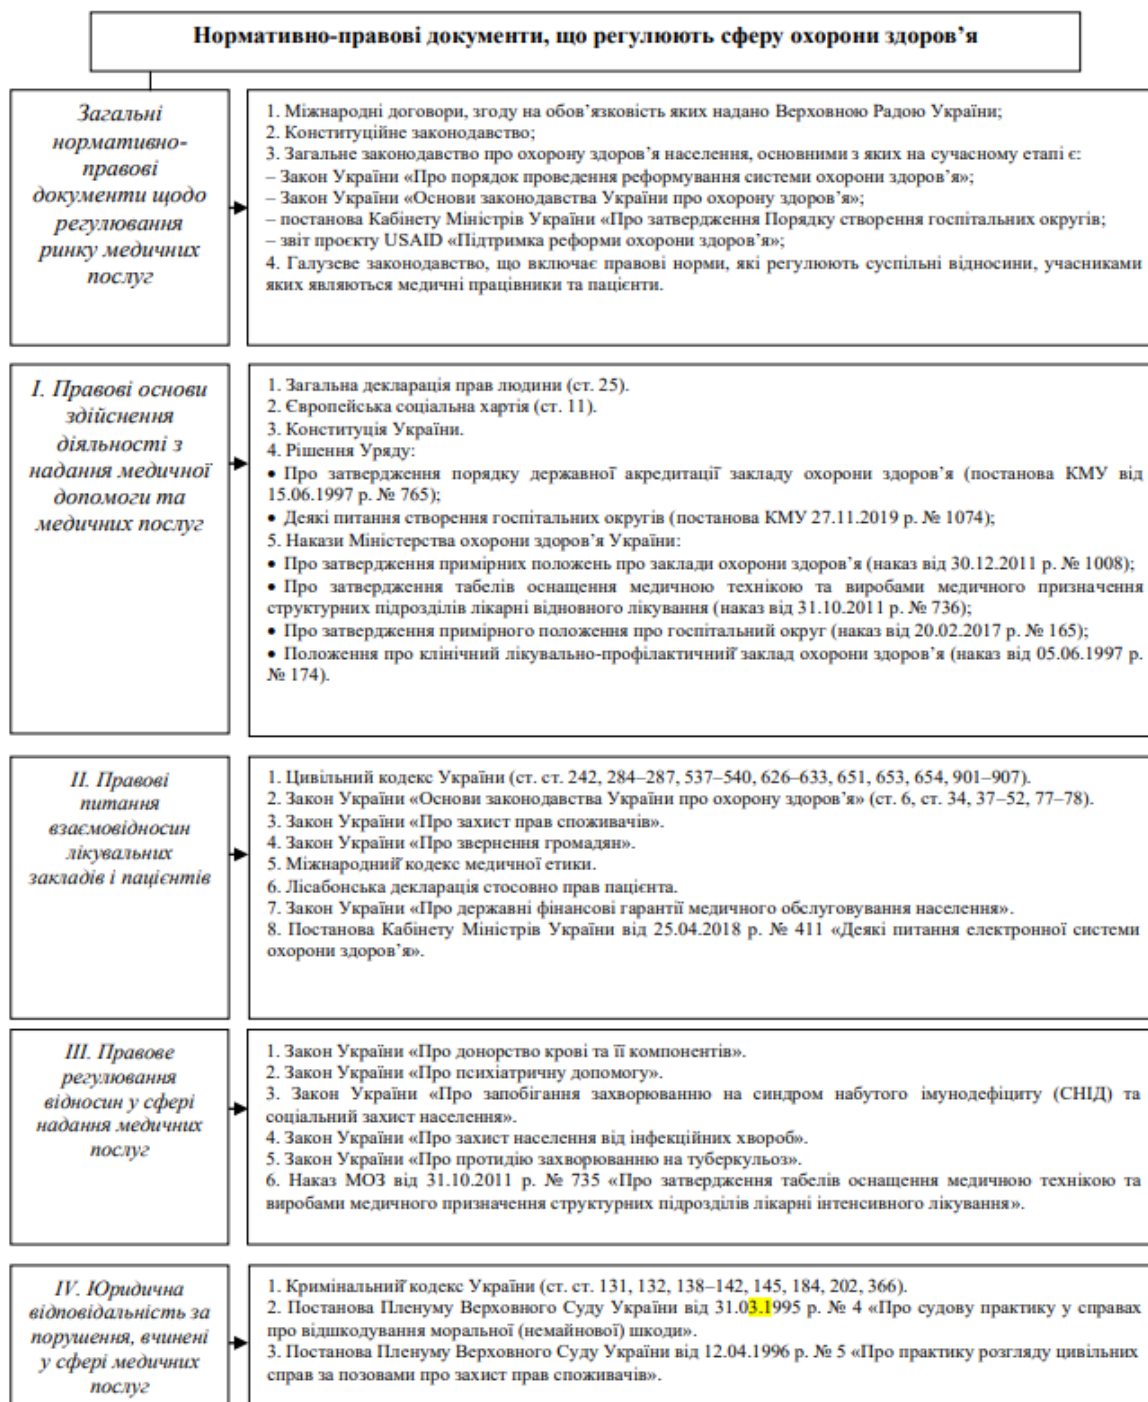 Нормативно-правові документи, що регулюють сферу охорони здоров’я
Загальні
нормативно-
правові
документи щодо
регулювання
ринку медичних
послуг
1. Міжнародні договори, згоду на обов’язковість яких надано Верховною Радою України;
2. Конституційне законодавство;
3. Загальне законодавство про охорону здоров’я населення, основними з яких на сучасному етапі є:
– Закон України «Про порядок проведення реформування системи охорони здоров’я»;
– Закон України «Основи законодавства України про охорону здоров’я»;
– постанова Кабінету Міністрів України «Про затвердження Порядку створення госпітальних округів;
– звіт проєкту USAID «Підтримка реформи охорони здоров’я»;
4. Галузеве законодавство, що включає правові норми, які регулюють суспільні відносини, учасниками
яких являються медичні працівники та пацієнти.
І. Правові основи
здійснення
діяльності з
надання медичної
допомоги та
медичних послуг
1. Загальна декларація прав людини (ст. 25).
2. Європейська соціальна хартія (ст. 11).
3. Конституція України.
4. Рішення Уряду:
• Про затвердження порядку державної акредитації закладу охорони здоров’я (постанова КМУ від
15.06.1997 р. № 765);
• Деякі питання створення госпітальних округів (постанова КМУ 27.11.2019 р. № 1074);
5. Накази Міністерства охорони здоров’я України:
• Про затвердження примірних положень про заклади охорони здоров’я (наказ від 30.12.2011 р. № 1008);
• Про затвердження табелів оснащення медичною технікою та виробами медичного призначення
структурних підрозділів лікарні відновного лікування (наказ від 31.10.2011 р. № 736);
• Про затвердження примірного положення про госпітальний округ (наказ від 20.02.2017 р. № 165);
• Положення про клінічний лікувально-профілактичний заклад охорони здоров’я (наказ від 05.06.1997 р.
№ 174).
ІІ. Правові
питання
взаємовідносин
лікувальних
закладів і пацієнтів
1. Цивільний кодекс України (ст. ст. 242, 284–287, 537–540, 626–633, 651, 653, 654, 901–907).
2. Закон України «Основи законодавства України про охорону здоров’я» (ст. 6, ст. 34, 37–52, 77–78).
3. Закон України «Про захист прав споживачів».
4. Закон України «Про звернення громадян».
5. Міжнародний кодекс медичної етики.
6. Лісабонська декларація стосовно прав пацієнта.
7. Закон України «Про державні фінансові гарантії медичного обслуговування населення».
8. Постанова Кабінету Міністрів України від 25.04.2018 р. № 411 «Деякі питання електронної системи
охорони здоров’я».
ІІІ. Правове
регулювання
відносин у сфері
надання медичних
послуг
1. Закон України «Про донорство крові та її компонентів».
2. Закон України «Про психіатричну допомогу».
3. Закон України «Про запобігання захворюванню на синдром набутого імунодефіциту (СНІД) та
соціальний захист населення».
4. Закон України «Про захист населення від інфекційних хвороб».
5. Закон України «Про протидію захворюванню на туберкульоз».
6. Наказ МОЗ від 31.10.2011 р. № 735 «Про затвердження табелів оснащення медичною технікою та
виробами медичного призначення структурних підрозділів лікарні інтенсивного лікування».
IV. Юридична
відповідальність за
порушення, вчинені
у сфері медичних
послуг
1. Кримінальний кодекс України (ст. ст. 131, 132, 138–142, 145, 184, 202, 366).
2. Постанова Пленуму Верховного Суду України від 31.03.1995 р. № 4 «Про судову практику у справах
про відшкодування моральної (немайнової) шкоди».
3. Постанова Пленуму Верховного Суду України від 12.04.1996 р. № 5 «Про практику розгляду цивільних
справ за позовами про захист прав споживачів».